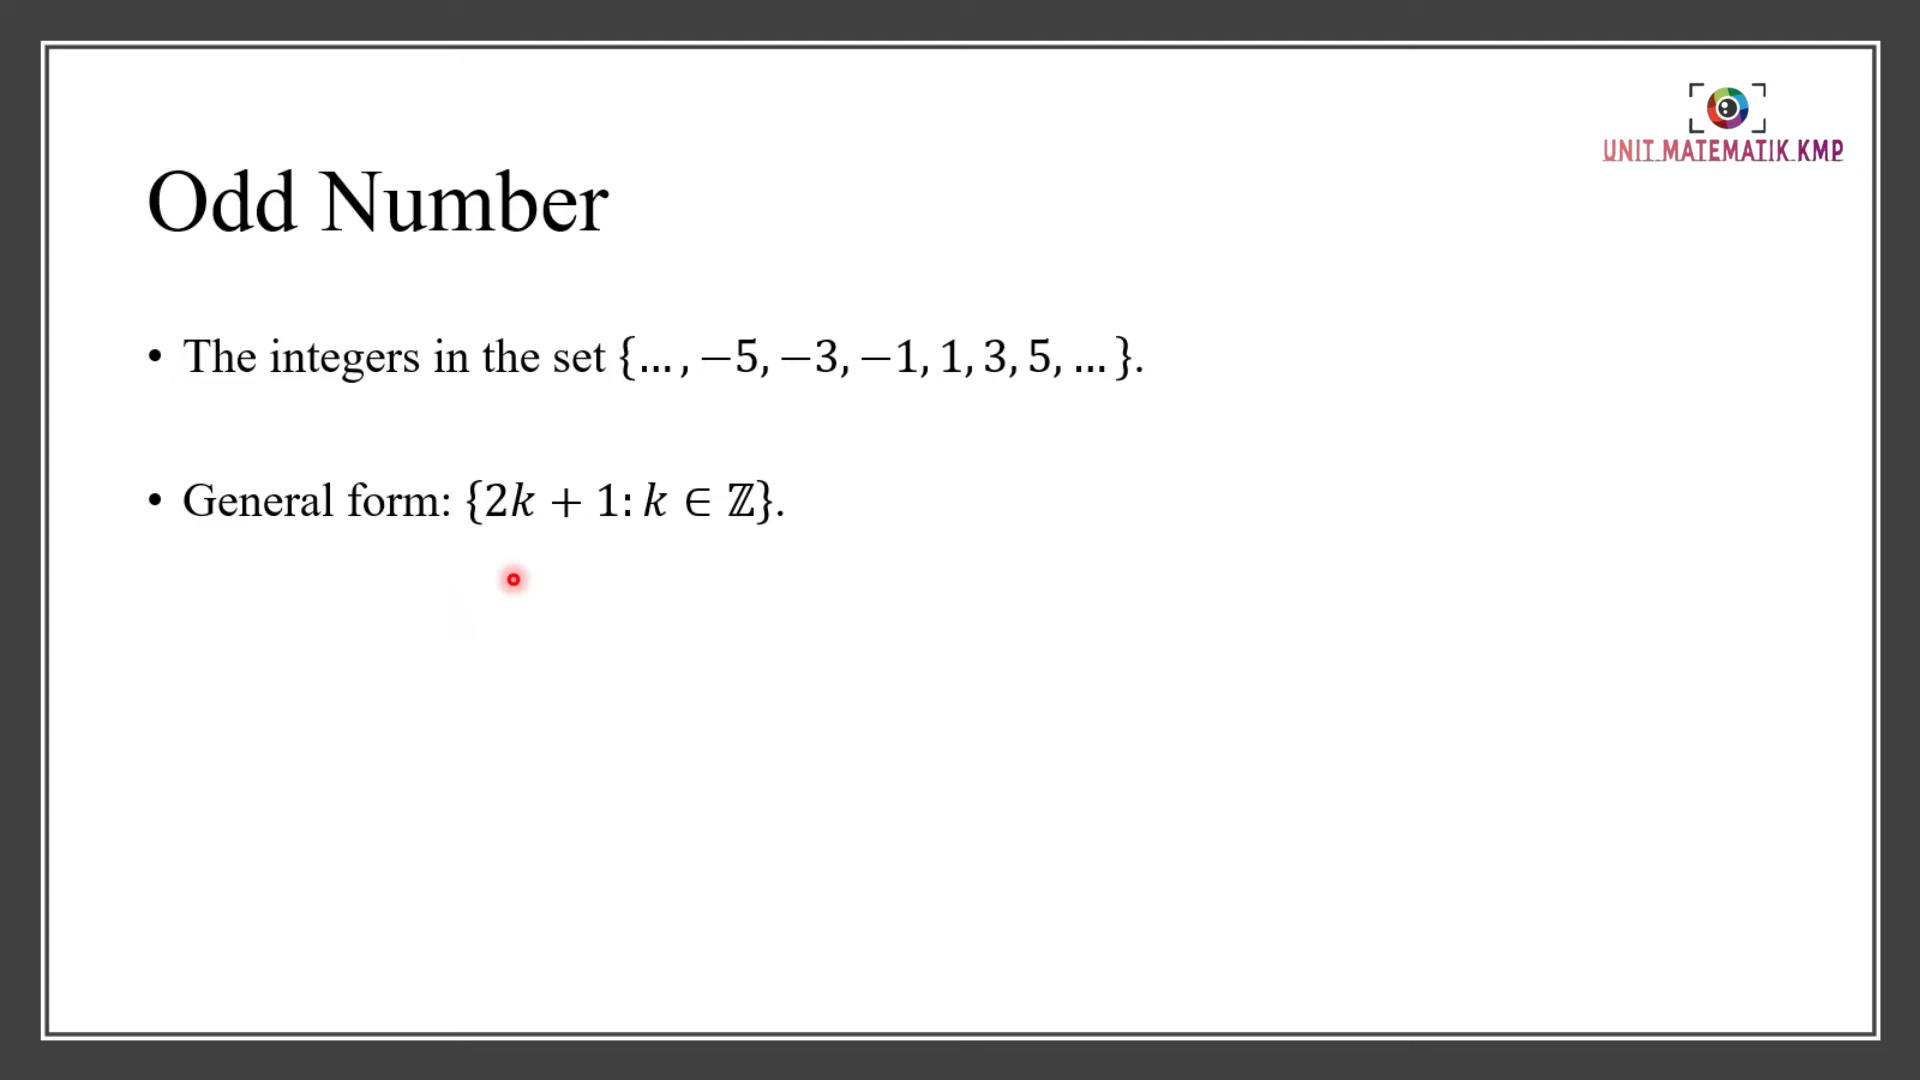 UNIT MATEMATIK KMP
Odd Number
• The integers in the set {… , −5, −3, −1, 1, 3, 5, … }.
• General form: {2𝑘 + 1: 𝑘 ∈ ℤ}.